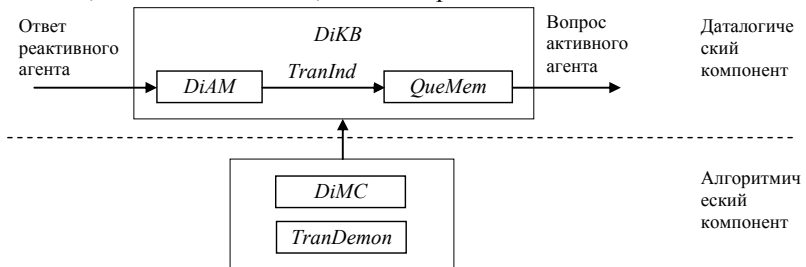 Ответ
реактивного
агента
DiKB
Вопрос
активного
агента
Даталогиче
ский
компонент
DiAM
TranInd
QueMem
DiMC
TranDemon
Алгоритмич
еский
компонент